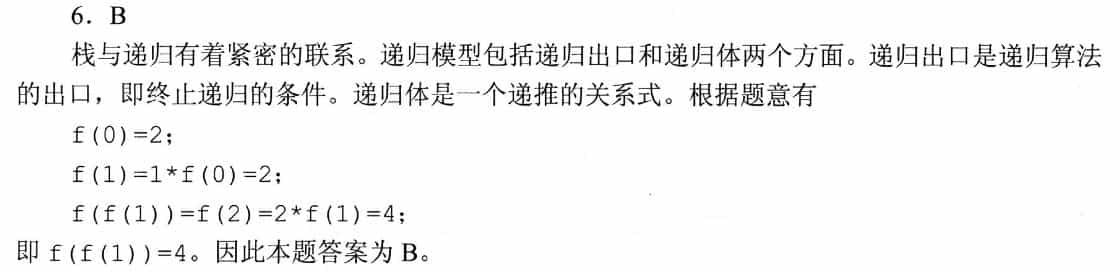 6. B
栈与递归有着紧密的联系。递归模型包括递归出口和递归体两个方面。递归出口是递归算法
的出口，即终止递归的条件。递归体是一个递推的关系式。根据题意有
f(0)=2;
f(1)=1*f(0)=2;
f(f(1))=f(2)=2*f(1)=4;
即 f(f(1))=4。因此本题答案为 B。